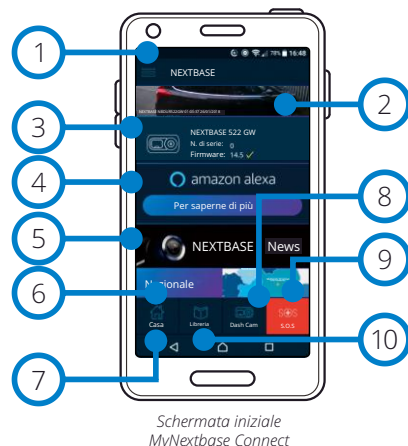 1
78% 16:48
NEXTBASE
2
3
NEXTBASE 522 GW
N. di serie: 0
Firmware: 14.5 ✓
4
amazon alexa
Per saperne di più
8
5
NEXTBASE News
9
6
Nazionale
SOS
Casa
Libreria
Dash Cam
S.O.S
7
10
Schermata iniziale
MyNextbase Connect